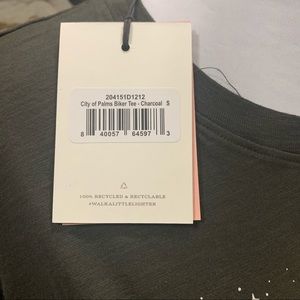 204151D1212
City of Palms Biker Tee - Charcoal S
8 40057 64597 3
100% RECYCLED & RECYCLABLE
#WALKALITTLELIGHTER